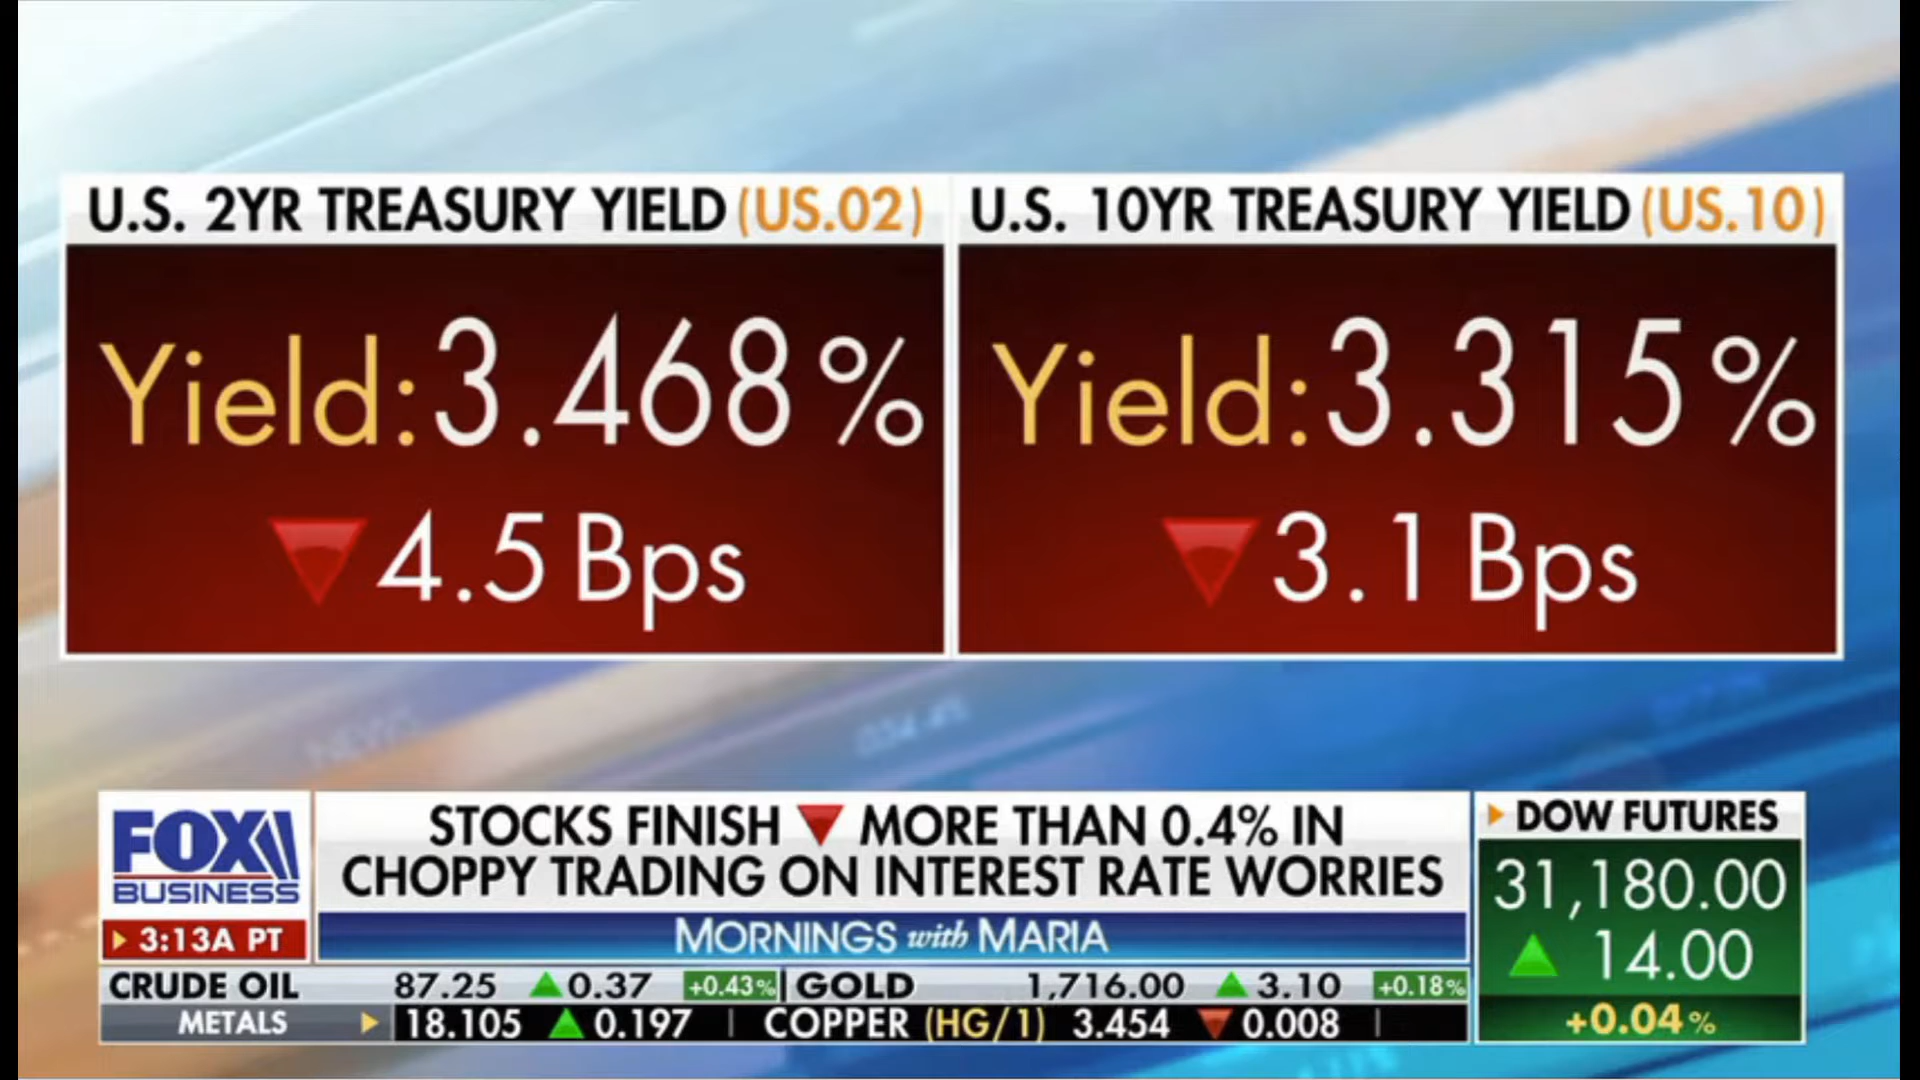 U.S. 2YR TREASURY YIELD (US.02)
Yield: 3.468%
▼4.5 Bps
U.S. 10YR TREASURY YIELD (US.10)
Yield: 3.315%
▼3.1 Bps
FOX
BUSINESS
3:13A PT
STOCKS FINISH ▼ MORE THAN 0.4% IN
CHOPPY TRADING ON INTEREST RATE WORRIES
MORNINGS with MARIA
DOW FUTURES
31,180.00
▲ 14.00
+0.04%
CRUDE OIL 87.25 ▲0.37 +0.43% GOLD 1,716.00 ▲3.10 +0.18%
METALS 18.105 ▲0.197 | COPPER (HG/1) 3.454 ▼0.008 |